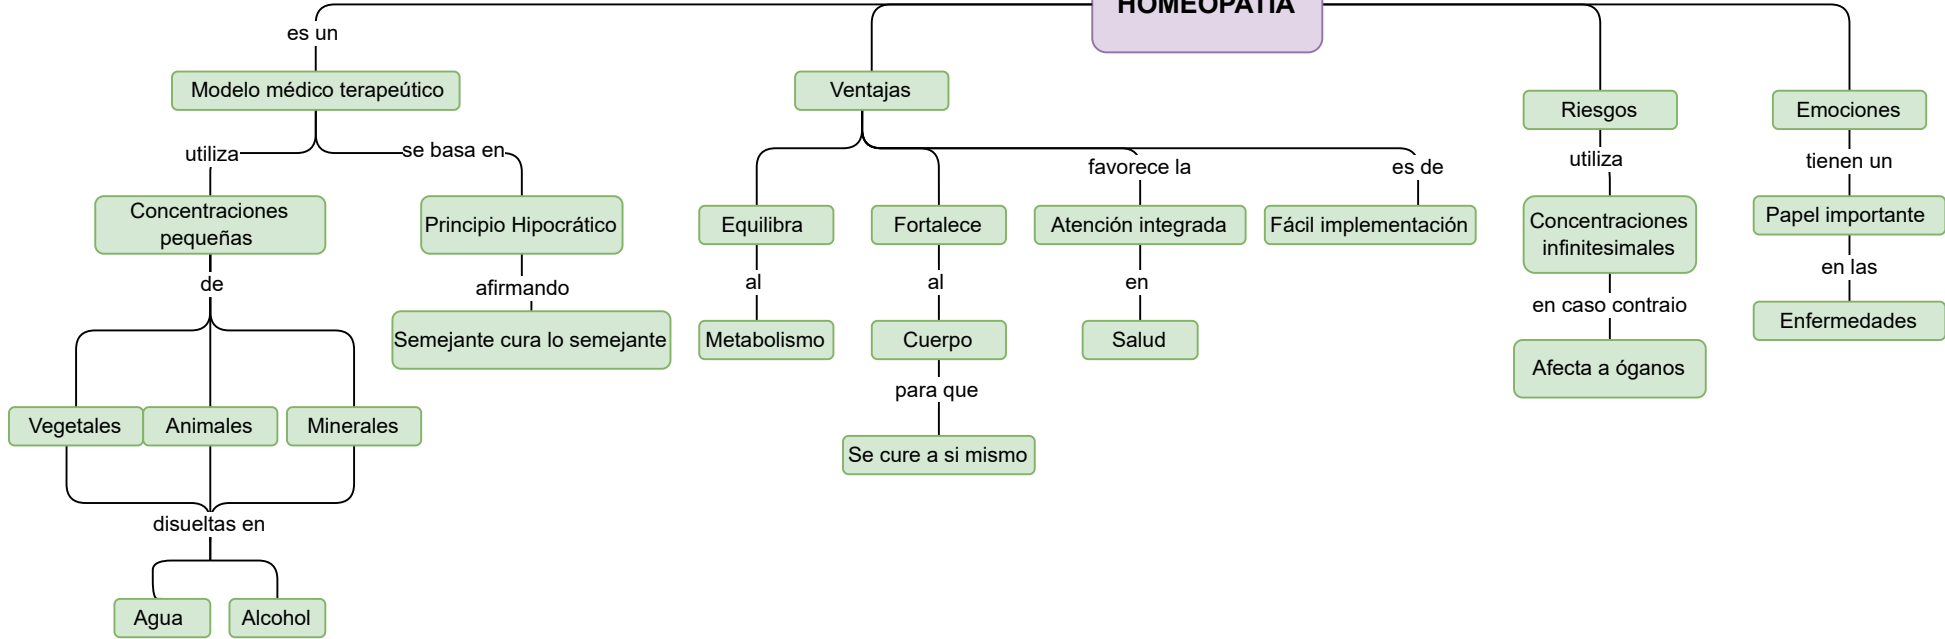 HOMEOPATÍA
es un
Modelo médico terapeútico
utiliza
Concentraciones
pequeñas
de
Vegetales
Animales
Minerales
disueltas en
Agua
Alcohol
se basa en
Principio Hipocrático
afirmando
Semejante cura lo semejante
Ventajas
Equilibra
al
Metabolismo
Fortalece
al
Cuerpo
para que
Se cure a si mismo
favorece la
Atención integrada
en
Salud
es de
Fácil implementación
Riesgos
utiliza
Concentraciones
infinitesimales
en caso contraio
Afecta a óganos
Emociones
tienen un
Papel importante
en las
Enfermedades